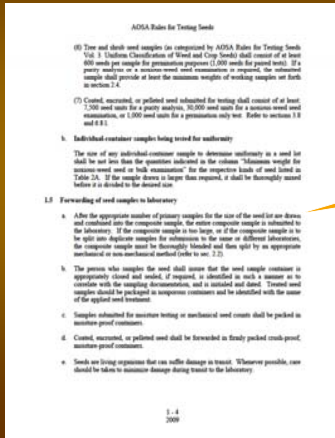 AOSA Rules for Testing Seeds
(6) Tree and shrub seed samples (as categorized by AOSA Rules for Testing Seeds
Vol. 3. Uniform Classification of Weed and Crop Seeds) shall consist of at least
600 seeds per sample for germination purposes (1,000 seeds for paired tests). If a
purity analysis or a noxious-weed seed examination is required, the submitted
sample shall provide at least the minimum weights of working samples set forth
in section 2.4.
(7) Coated, encrusted, or pelleted seed submitted for testing shall consist of at least:
7,500 seed units for a purity analysis, 30,000 seed units for a noxious-weed seed
examination, or 1,000 seed units for a germination only test. Refer to sections 3.8
and 6.8 l.
b. Individual-container samples being tested for uniformity
The size of any individual-container sample to determine uniformity in a seed lot
shall be not less than the quantities indicated in the column "Minimum weight for
noxious-weed seed or bulk examination" for the respective kinds of seed listed in
Table 2A. If the sample drawn is larger than required, it shall be thoroughly mixed
before it is divided to the desired size.
1.5 Forwarding of seed samples to laboratory
a. After the appropriate number of primary samples for the size of the seed lot are drawn
and combined into the composite sample, the entire composite sample is submitted to
the laboratory. If the composite sample is too large, or if the composite sample is to
be split into duplicate samples for submission to the same or different laboratories,
the composite sample must be thoroughly blended and then split by an appropriate
mechanical or non-mechanical method (refer to sec. 2.2).
b. The person who samples the seed shall insure that the seed sample container is
appropriately closed and sealed, if required, is identified in such a manner as to
correlate with the sampling documentation, and is initialed and dated. Treated seed
samples should be packaged in nonporous containers and be identified with the name
of the applied seed treatment.
c. Samples submitted for moisture testing or mechanical seed counts shall be packed in
moisture-proof containers.
d. Coated, encrusted, or pelleted seed shall be forwarded in firmly packed crush-proof,
moisture-proof containers.
e. Seeds are living organisms that can suffer damage in transit. Whenever possible, care
should be taken to minimize damage during transit to the laboratory.
1 - 4
2009